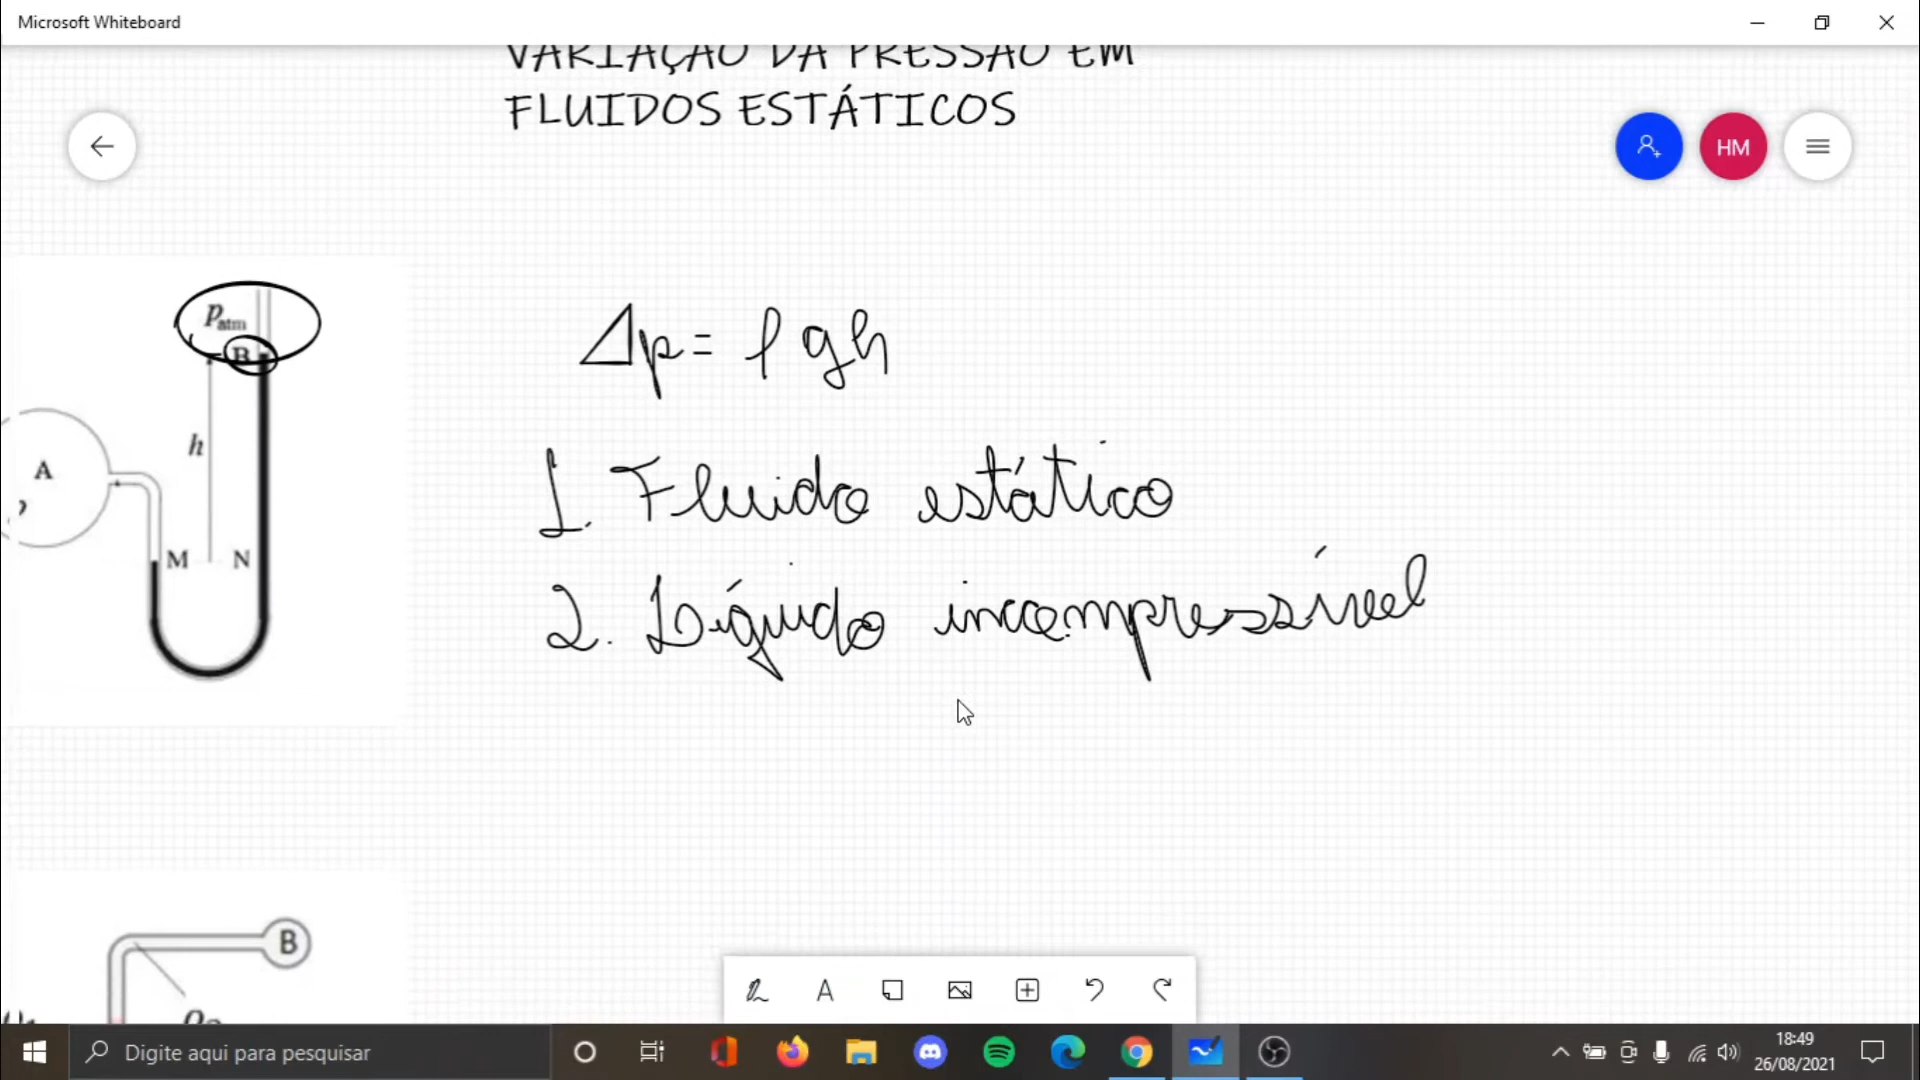 Microsoft Whiteboard
VARIAÇÃO DA PRESSÃO EM
FLUIDOS ESTÁTICOS
HM
Patm
B
h
A
M N
Δp = ρgh
1. Fluido estático
2. Líquido incompressível
B
A
Digite aqui para pesquisar
18:49
26/08/2021